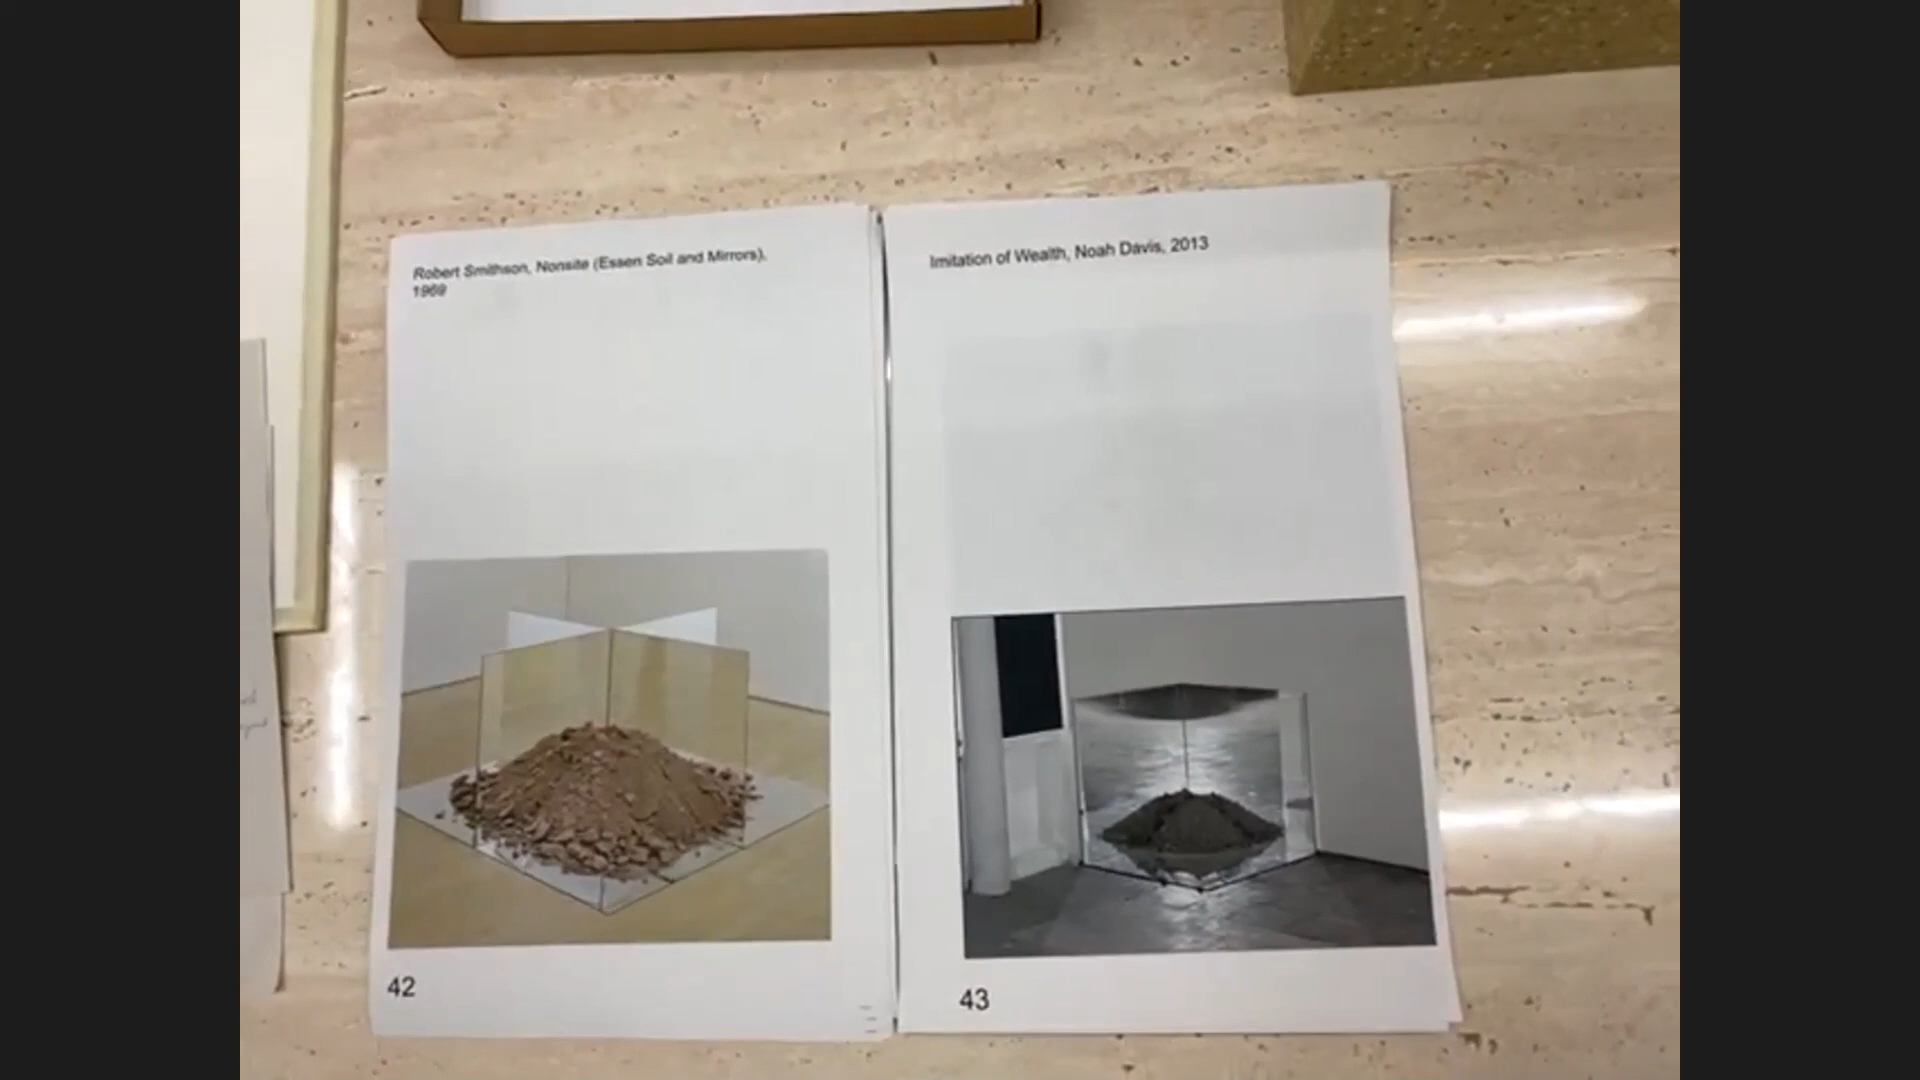 Robert Smithson, Nonsite (Essen Soil and Mirrors),
1969
42
Imitation of Wealth, Noah Davis, 2013
43